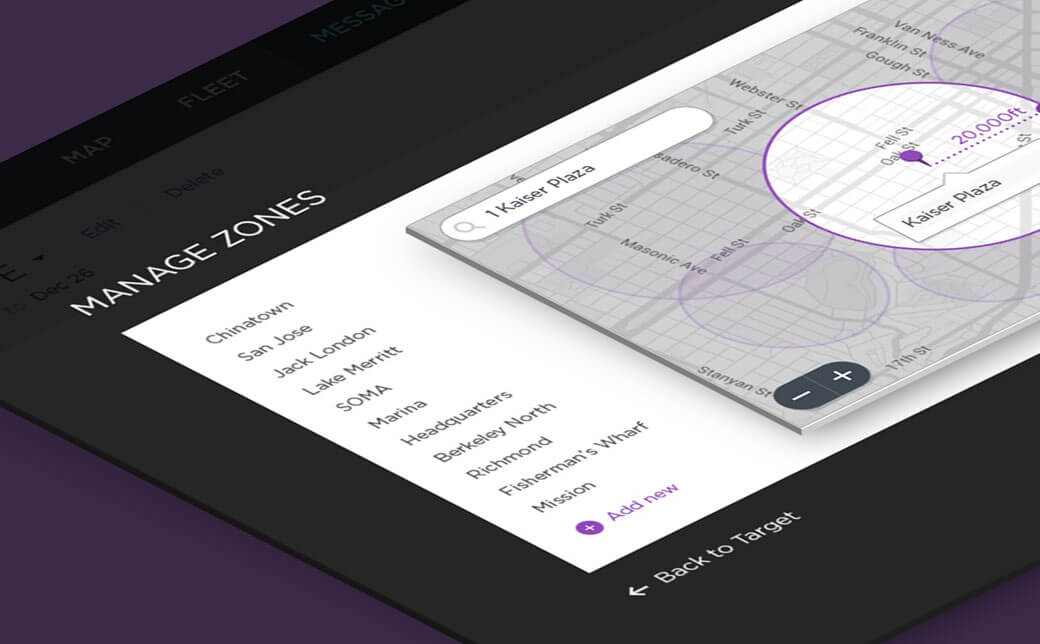 MAP
FLEET
MESSAG
Edit
Delete
E
to Dec 26
MANAGE ZONES
Chinatown
San Jose
Jack London
Lake Merritt
SOMA
Marina
Headquarters
Berkeley North
Richmond
Fisherman's Wharf
Mission
+ Add new
← Back to Target
1 Kaiser Plaza
Van Ness Ave
Franklin St
Gough St
Webster St
Turk St
sadero St
Turk St
Masonic Ave
Fell St
Oak St
Fell St
Oak St
20,000ft
St
Kaiser Plaza
Stanyan St
17th St
− +